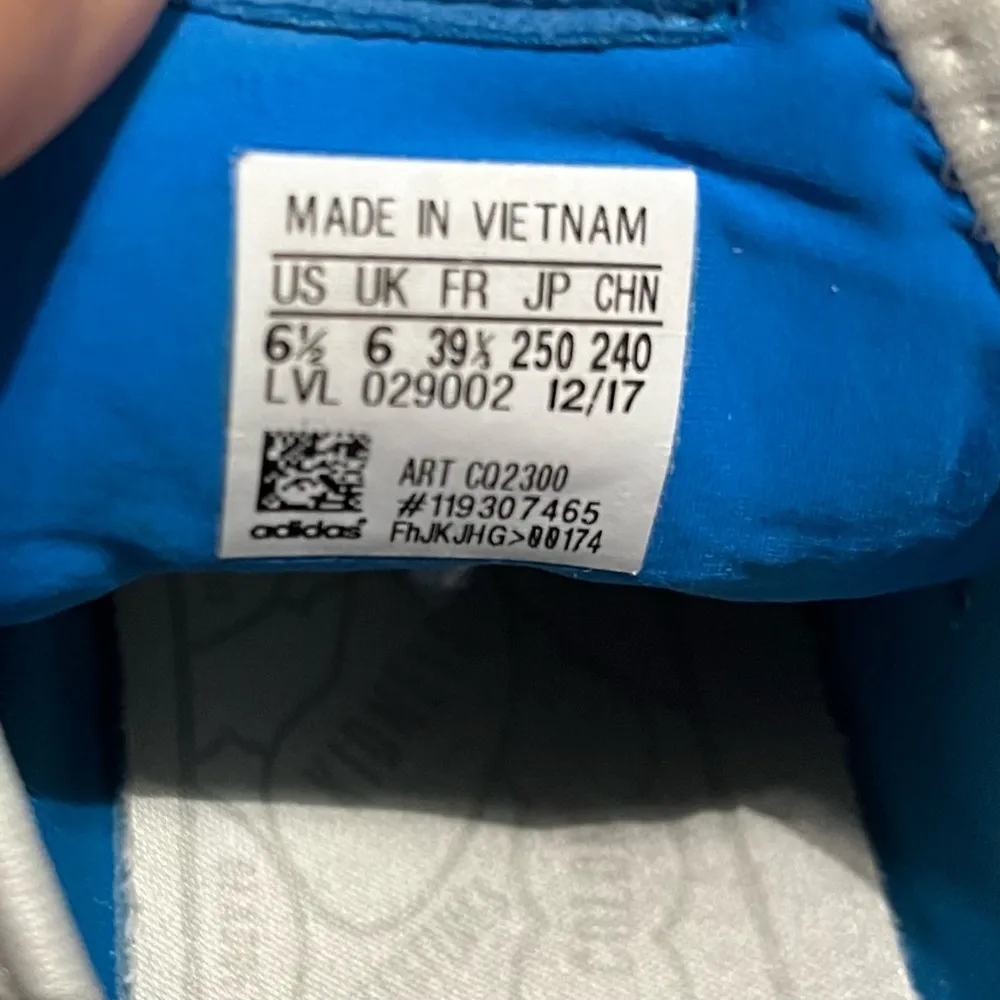 MADE IN VIETNAM
US UK FR JP CHN
6½ 6 39⅓ 250 240
LVL 029002 12/17
ART CQ2300
#119307465
adidas
FhJKJHG>00174